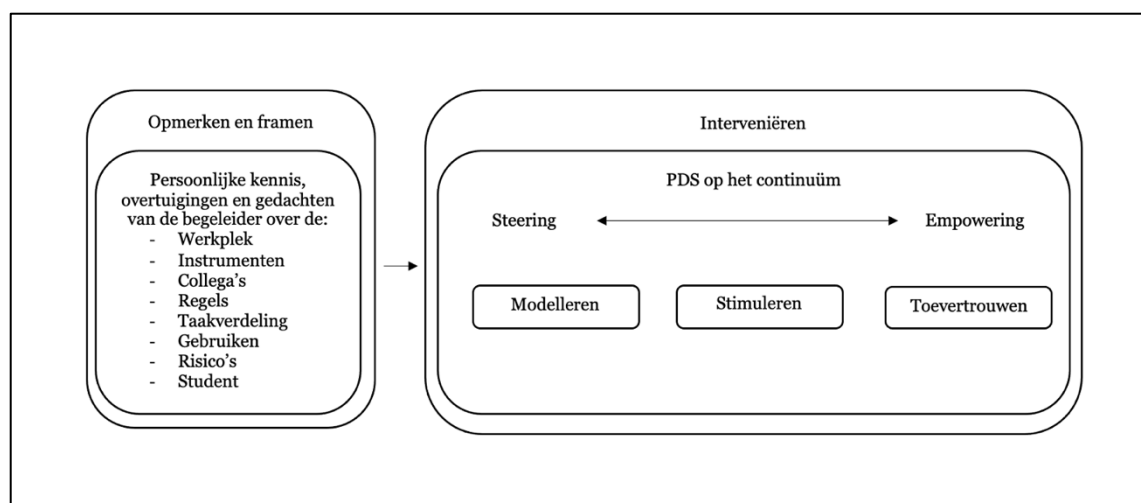 Opmerken en framen
Persoonlijke kennis,
overtuigingen en gedachten
van de begeleider over de:
- Werkplek
- Instrumenten
- Collega's
- Regels
- Taakverdeling
- Gebruiken
- Risico's
- Student
Interveniëren
PDS op het continuüm
Steering
Empowering
Modelleren
Stimuleren
Toevertrouwen